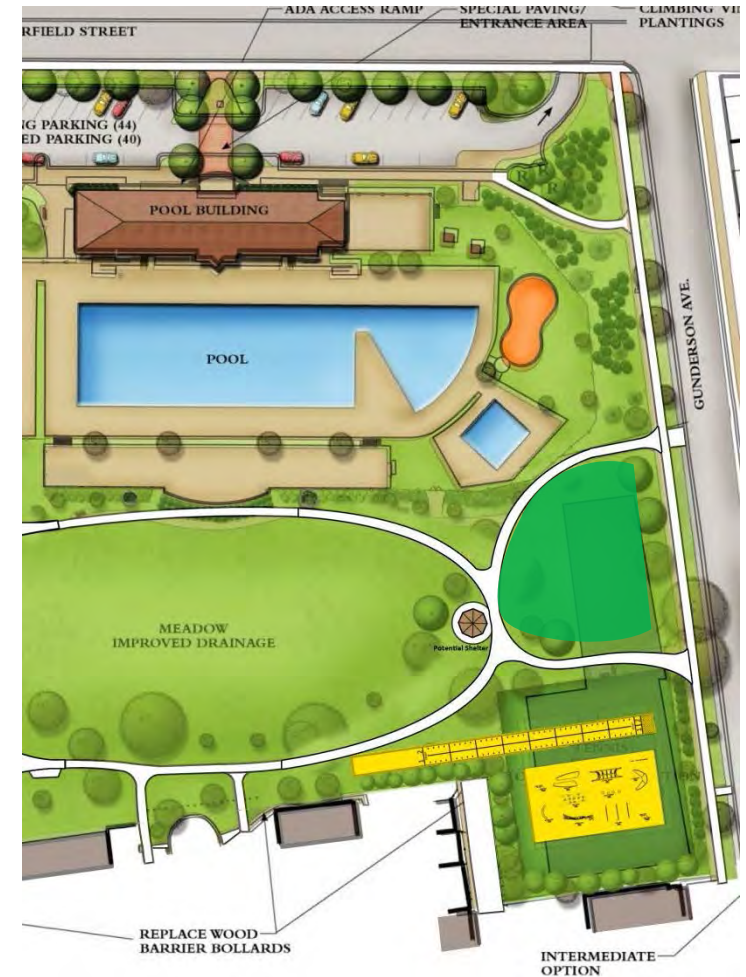 ADA ACCESS RAMP
SPECIAL PAVING/
ENTRANCE AREA
PLANTINGS
CLIMBING
RFIELD STREET
NG PARKING (44)
ED PARKING (40)
POOL BUILDING
POOL
GUNDERSON AVE.
MEADOW
IMPROVED DRAINAGE
Potential Shelter
TENNIS
REPLACE WOOD
BARRIER BOLLARDS
INTERMEDIATE
OPTION